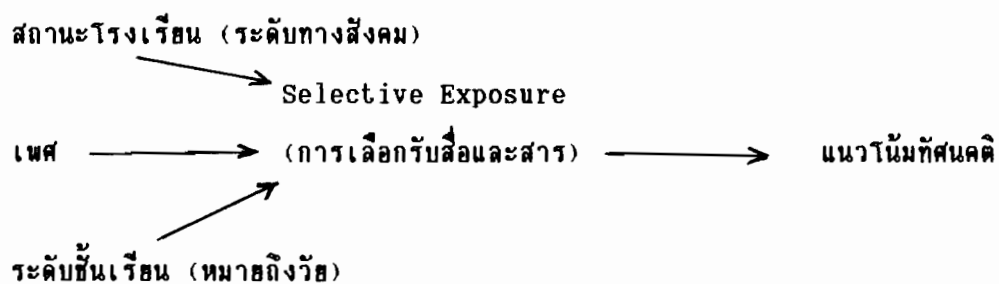 สถานะโรงเรียน (ระดับทางสังคม)
Selective Exposure
เพศ (การเลือกรับสื่อและสาร) แนวโน้มทัศนคติ
ระดับชั้นเรียน (หมายถึงวัย)